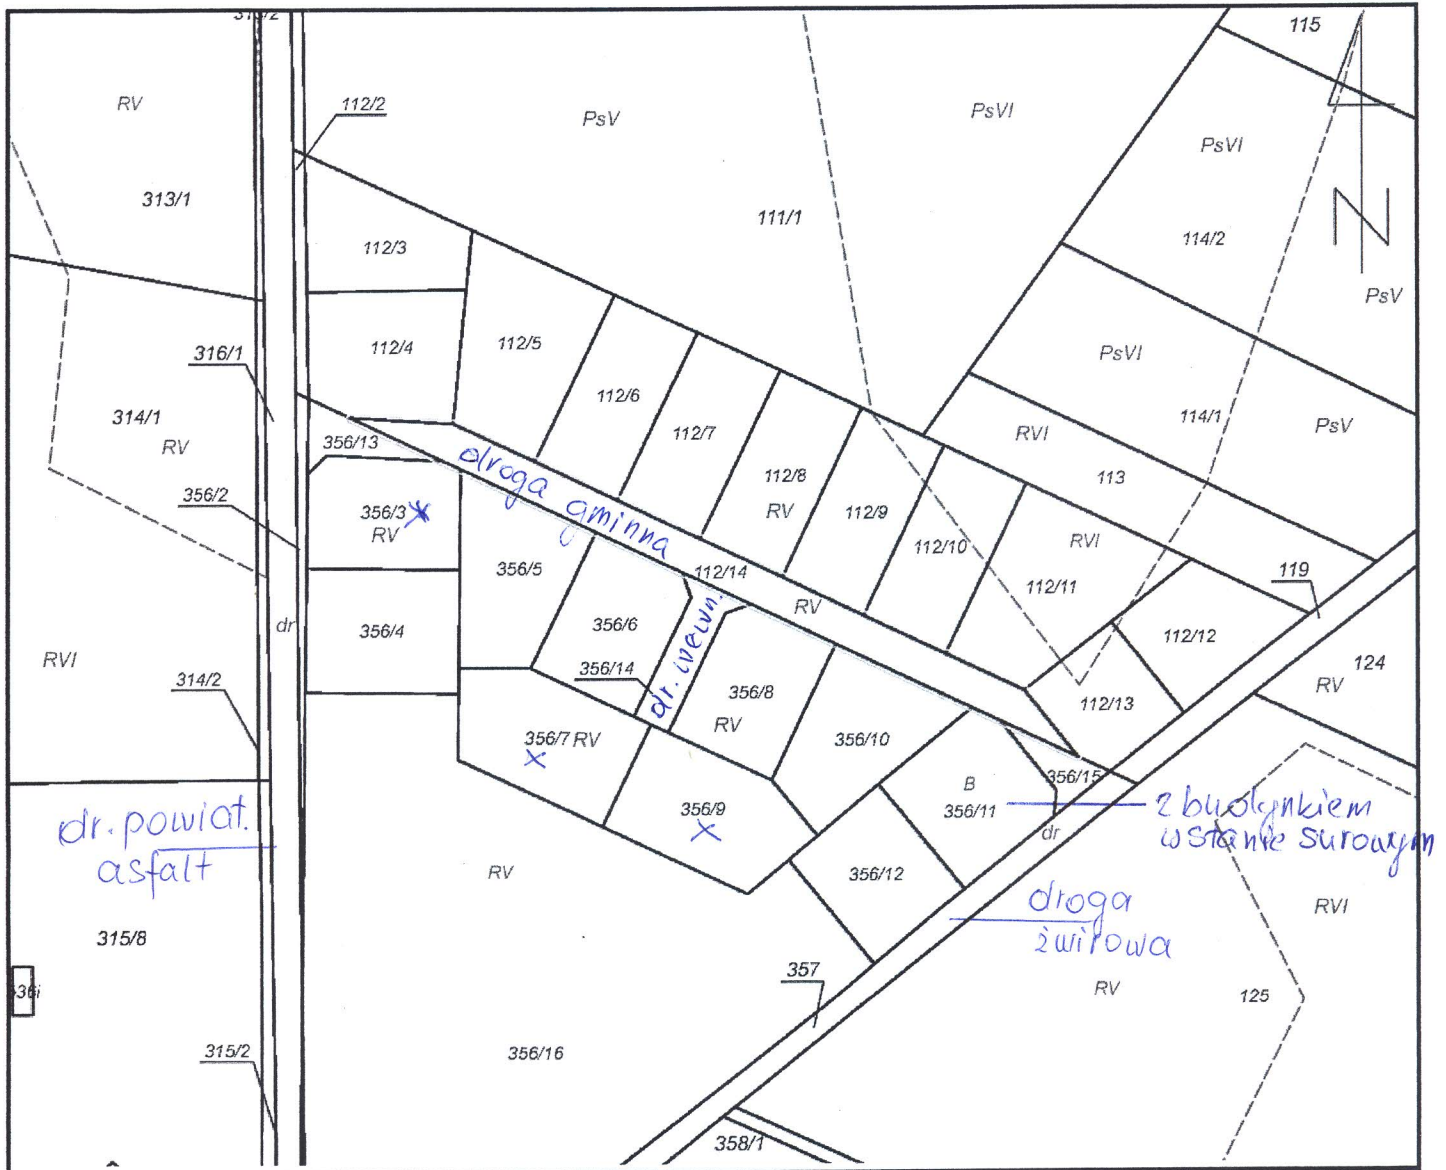 313/2
115
RV
112/2
PsV
PsVI
PsVI
313/1
111/1
114/2
N
112/3
PsV
316/1
112/4
112/5
PsVI
112/6
314/1
RV
114/1
PsV
356/13
112/7
RVI
113
droga gminna
112/8
RV
356/2
356/3
RV
112/9
112/10
RVI
356/5
112/14
112/11
119
RV
dr
356/4
356/6
112/12
RVI
124
RV
314/2
356/14
dr. wewn.
356/8
RV
112/13
356/7 RV
356/10
356/15
B
356/11
z budynkiem
w stanie surowym
356/9
dr
dr. powiat.
asfalt
RV
356/12
droga
żwirowa
RVI
315/8
357
RV
125
636i
315/2
356/16
358/1